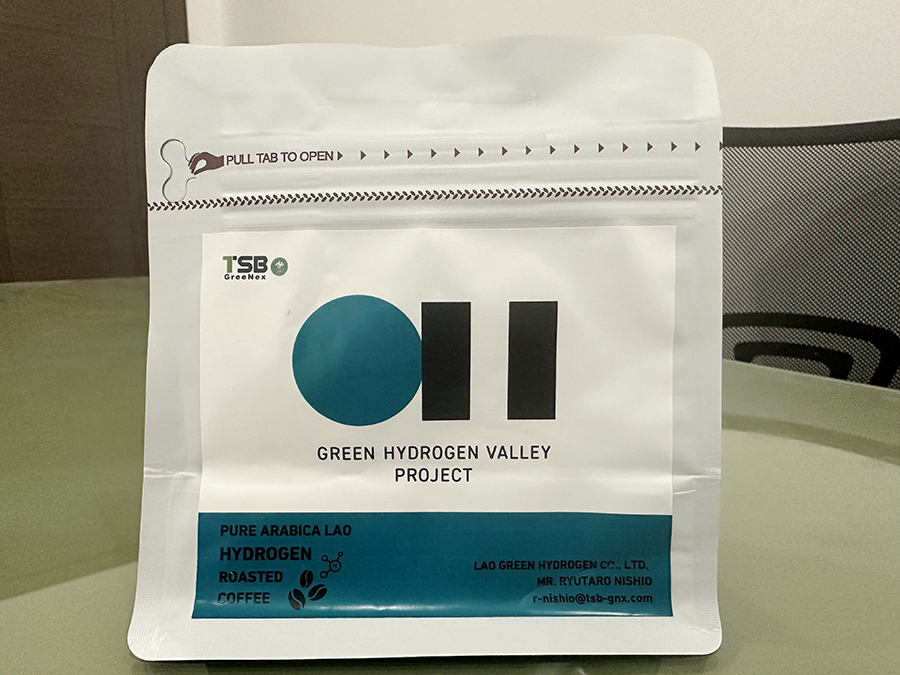 PULL TAB TO OPEN
TSB
GreeNex
GREEN HYDROGEN VALLEY
PROJECT
PURE ARABICA LAO
HYDROGEN
ROASTED
COFFEE
LAO GREEN HYDROGEN CO., LTD.
MR. RYUTARO NISHIO
r-nishio@tsb-gnx.com